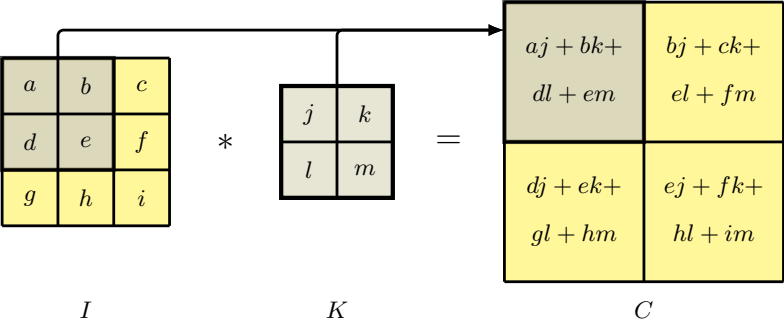 a b c
d e f
g h i
*
j k
l m
=
aj + bk+
dl + em
bj + ck+
el + fm
dj + ek+
gl + hm
ej + fk+
hl + im
I
K
C